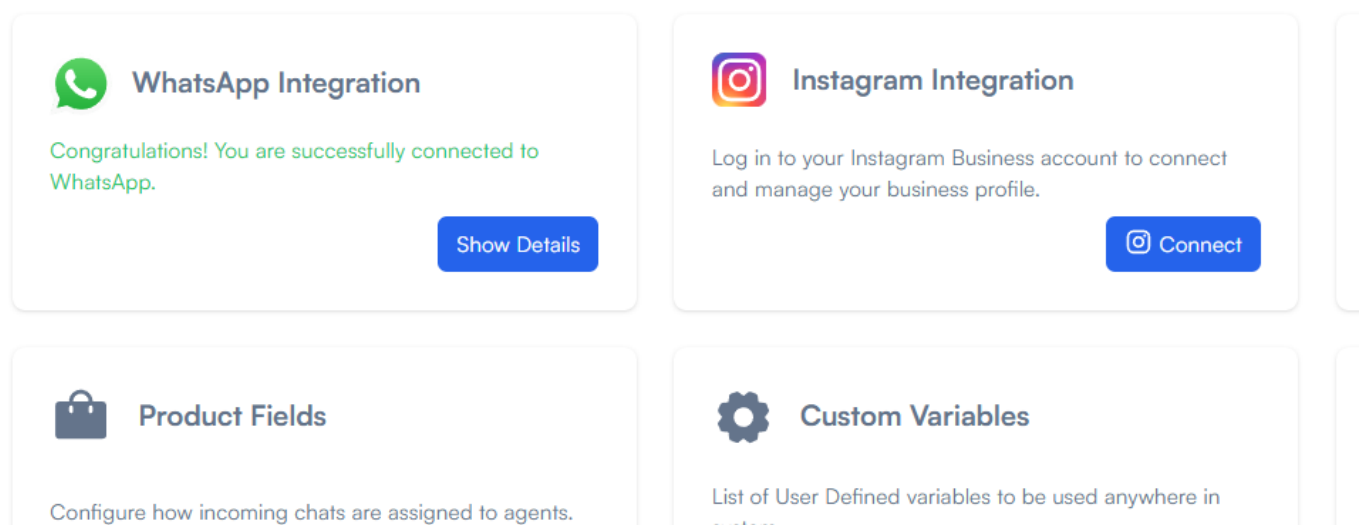 WhatsApp Integration
Congratulations! You are successfully connected to
WhatsApp.
Show Details
Instagram Integration
Log in to your Instagram Business account to connect
and manage your business profile.
Connect
Product Fields
Configure how incoming chats are assigned to agents.
Custom Variables
List of User Defined variables to be used anywhere in